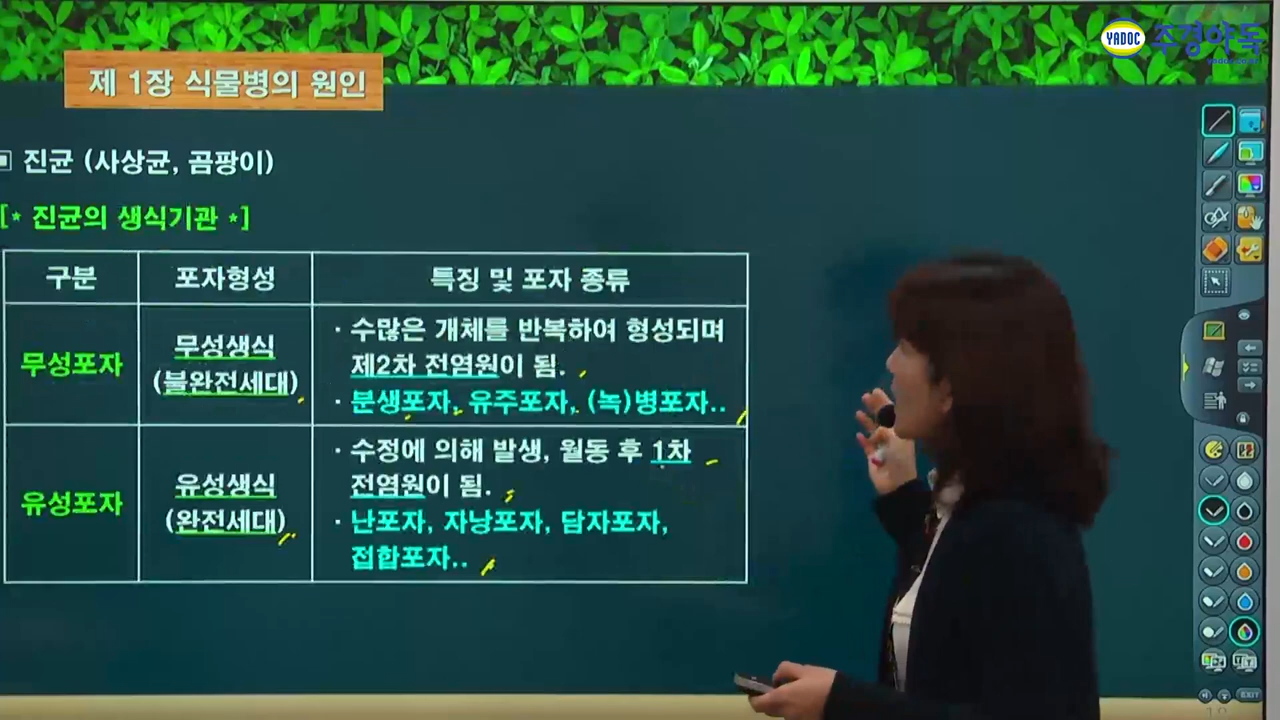 YADOC 주경야독
yadoc.co.kr
제 1장 식물병의 원인
진균 (사상균, 곰팡이)
[* 진균의 생식기관 *]
구분 포자형성 특징 및 포자 종류
무성포자
무성생식
(불완전세대)
· 수많은 개체를 반복하여 형성되며
제2차 전염원이 됨.
· 분생포자, 유주포자, (녹)병포자..
유성포자
유성생식
(완전세대)
· 수정에 의해 발생, 월동 후 1차
전염원이 됨.
· 난포자, 자낭포자, 담자포자,
접합포자..
EXIT